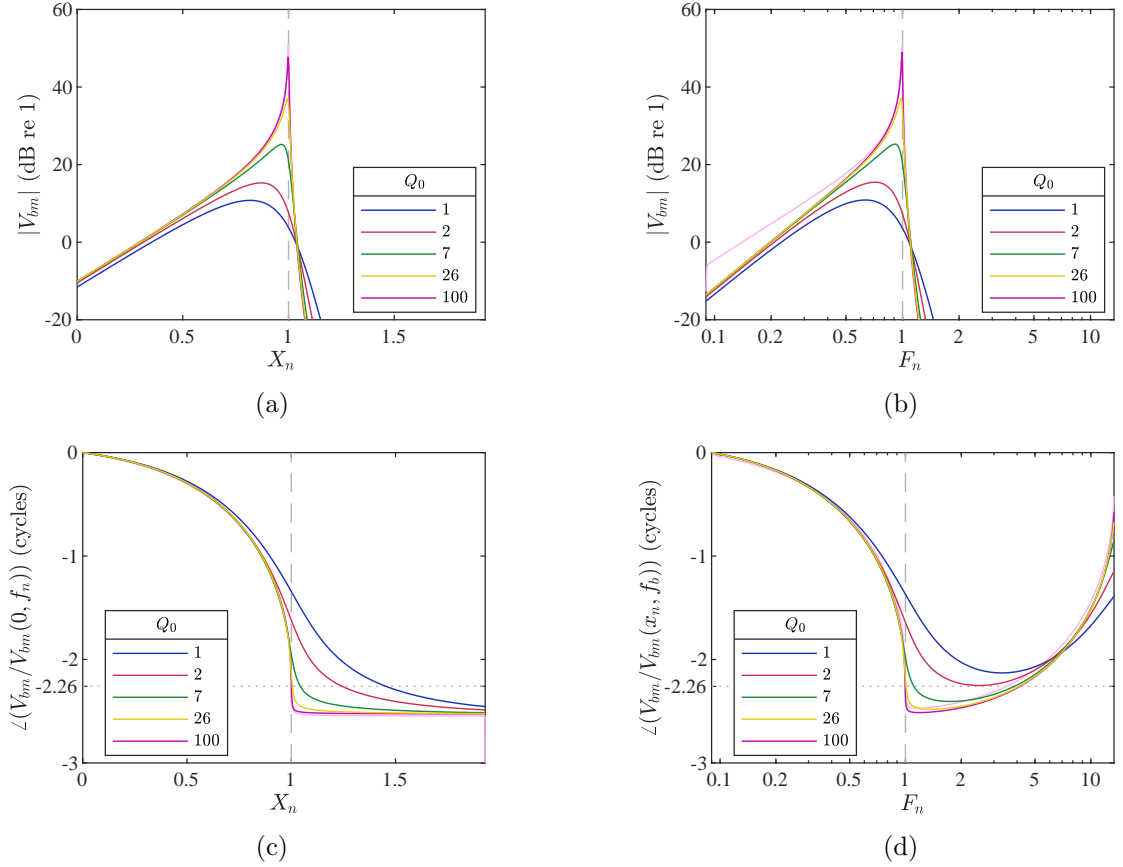 60
40
20
0
-20
|V_bm| (dB re 1)
0 0.5 1 1.5
X_n
Q_0
1
2
7
26
100
(a)
60
40
20
0
-20
|V_bm| (dB re 1)
0.1 0.2 0.5 1 2 5 10
F_n
Q_0
1
2
7
26
100
(b)
0
-1
-2
-2.26
-3
∠(V_bm/V_bm(0, f_n)) (cycles)
0 0.5 1 1.5
X_n
Q_0
1
2
7
26
100
(c)
0
-1
-2
-2.26
-3
∠(V_bm/V_bm(x_n, f_b)) (cycles)
0.1 0.2 0.5 1 2 5 10
F_n
Q_0
1
2
7
26
100
(d)